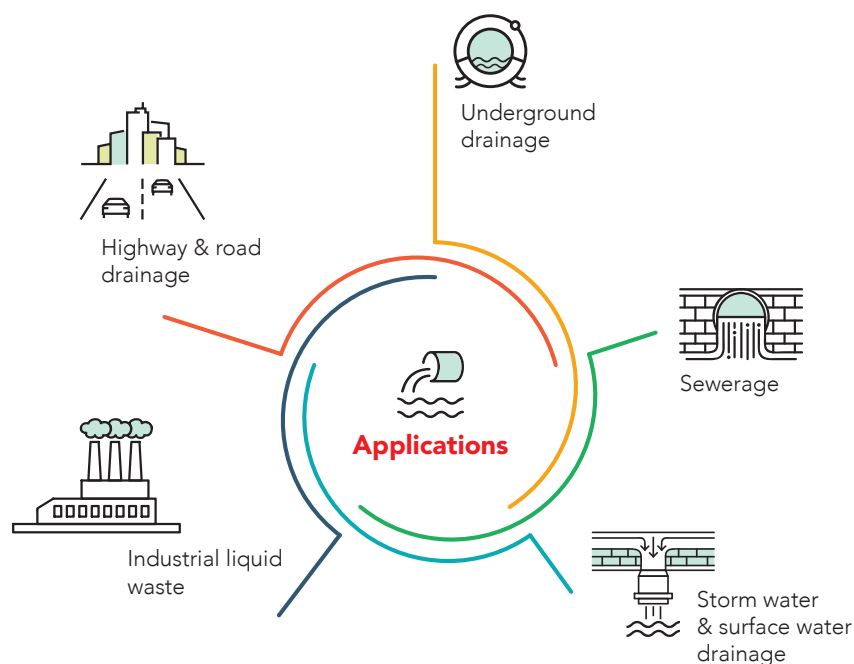 Underground
drainage
Highway & road
drainage
Sewerage
Applications
Industrial liquid
waste
Storm water
& surface water
drainage